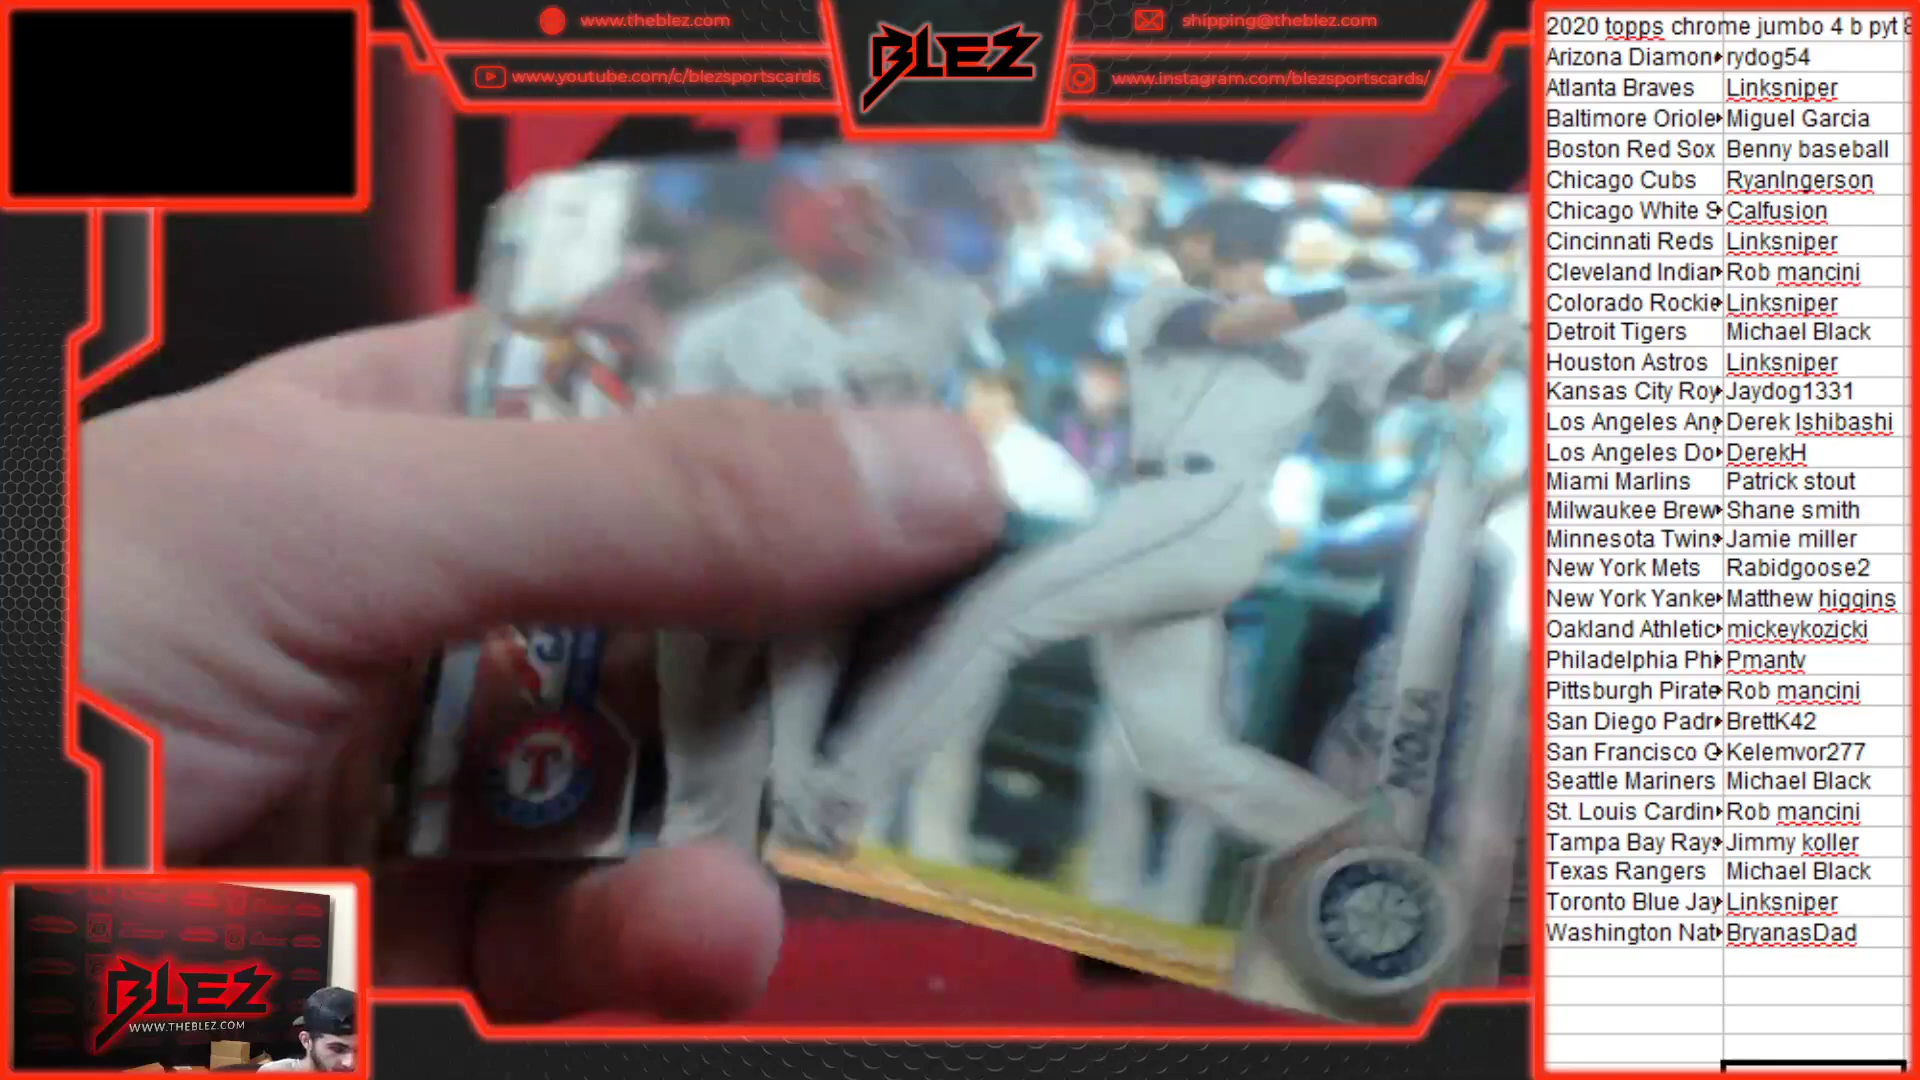 www.theblez.com
shipping@theblez.com
BLEZ
www.youtube.com/c/blezsportscards
www.instagram.com/blezsportscards/
2020 topps chrome jumbo 4 b pyt 8
Arizona Diamon rydog54
Atlanta Braves Linksniper
Baltimore Oriole Miguel Garcia
Boston Red Sox Benny baseball
Chicago Cubs RyanIngerson
Chicago White S Calfusion
Cincinnati Reds Linksniper
Cleveland Indian Rob mancini
Colorado Rockie Linksniper
Detroit Tigers Michael Black
Houston Astros Linksniper
Kansas City Roy Jaydog1331
Los Angeles Ang Derek Ishibashi
Los Angeles Do DerekH
Miami Marlins Patrick stout
Milwaukee Brew Shane smith
Minnesota Twins Jamie miller
New York Mets Rabidgoose2
New York Yanke Matthew higgins
Oakland Athletic mickeykozicki
Philadelphia Phi Pmantv
Pittsburgh Pirate Rob mancini
San Diego Padr BrettK42
San Francisco G Kelemvor277
Seattle Mariners Michael Black
St. Louis Cardin Rob mancini
Tampa Bay Rays Jimmy koller
Texas Rangers Michael Black
Toronto Blue Jay Linksniper
Washington Nat BryanasDad
T
BLEZ
WWW.THEBLEZ.COM